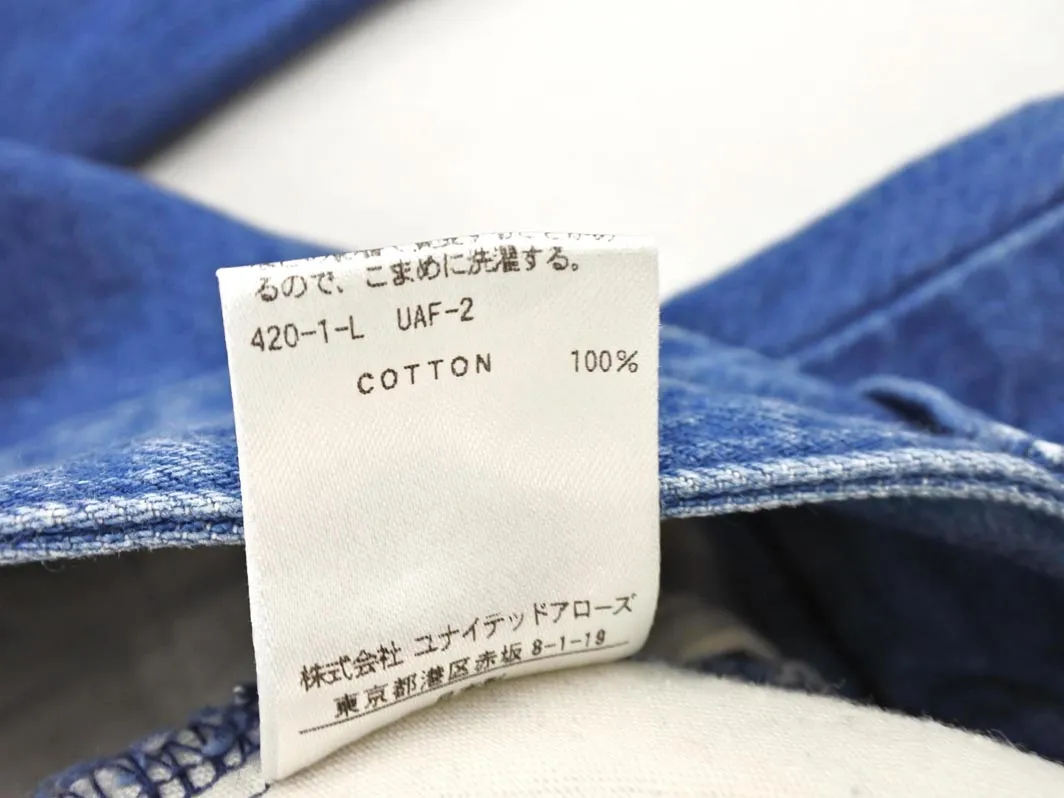 るので、こまめに洗濯する。
420-1-L UAF-2
COTTON 100%
株式会社 ユナイテッドアローズ
東京都港区赤坂 8-1-19